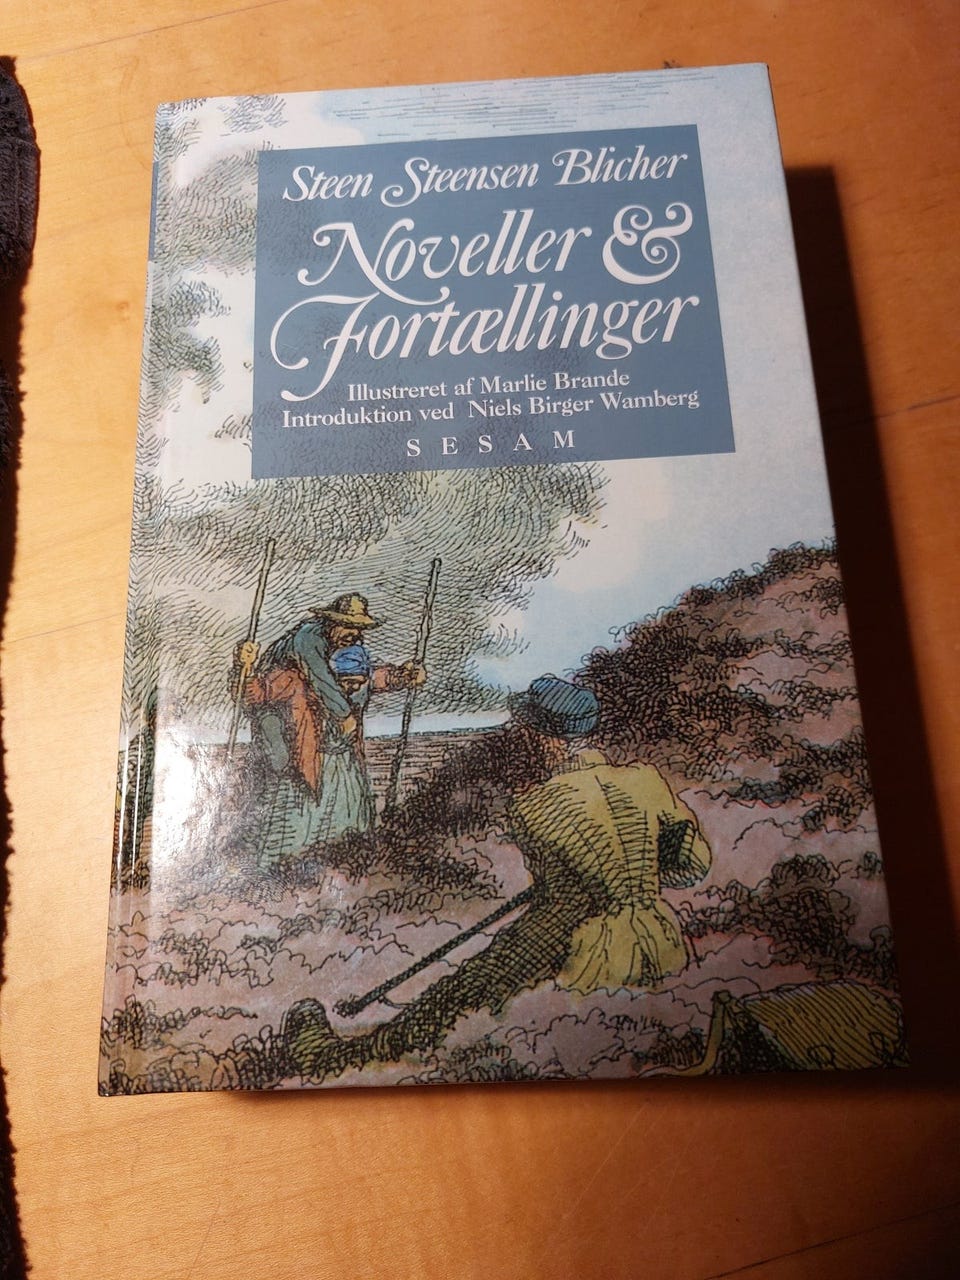 Steen Steensen Blicher
Noveller &
Fortællinger
Illustreret af Marlie Brande
Introduktion ved Niels Birger Wamberg
SESAM